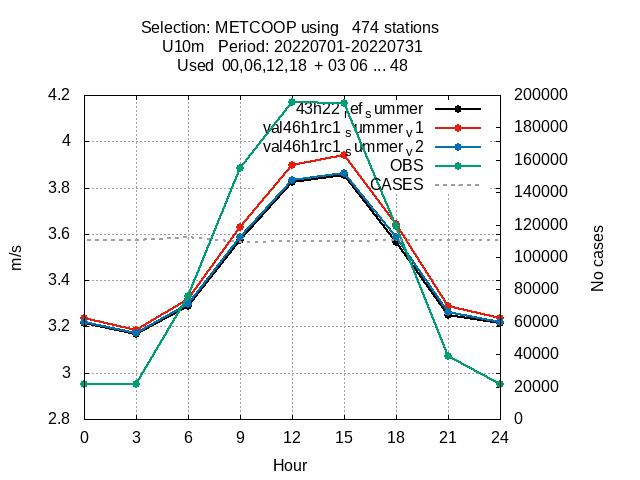 Selection: METCOOP using 474 stations
U10m Period: 20220701-20220731
Used 00,06,12,18 + 03 06 ... 48
4.2
4
3.8
3.6
3.4
3.2
3
2.8
m/s
43h22_ref_summer
val46h1rc1_summer_v1
val46h1rc1_summer_v2
OBS
CASES
200000
180000
160000
140000
120000
100000
80000
60000
40000
20000
0
No cases
0 3 6 9 12 15 18 21 24
Hour